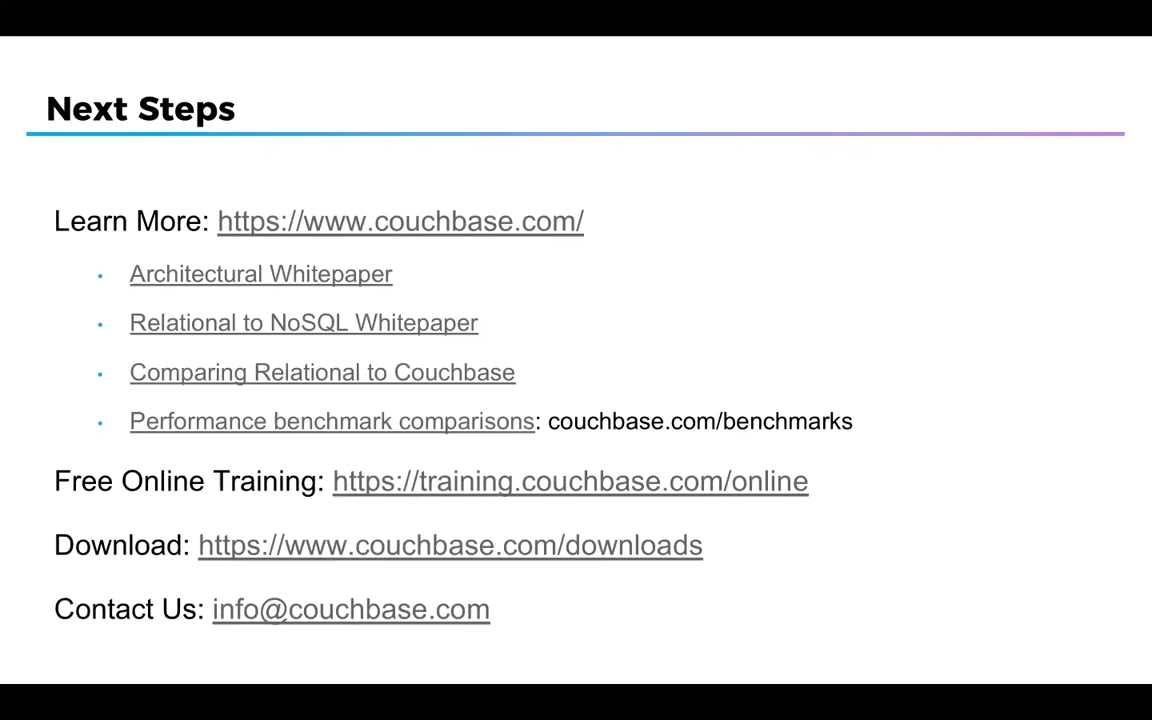 Next Steps
Learn More: https://www.couchbase.com/
• Architectural Whitepaper
• Relational to NoSQL Whitepaper
• Comparing Relational to Couchbase
• Performance benchmark comparisons: couchbase.com/benchmarks
Free Online Training: https://training.couchbase.com/online
Download: https://www.couchbase.com/downloads
Contact Us: info@couchbase.com